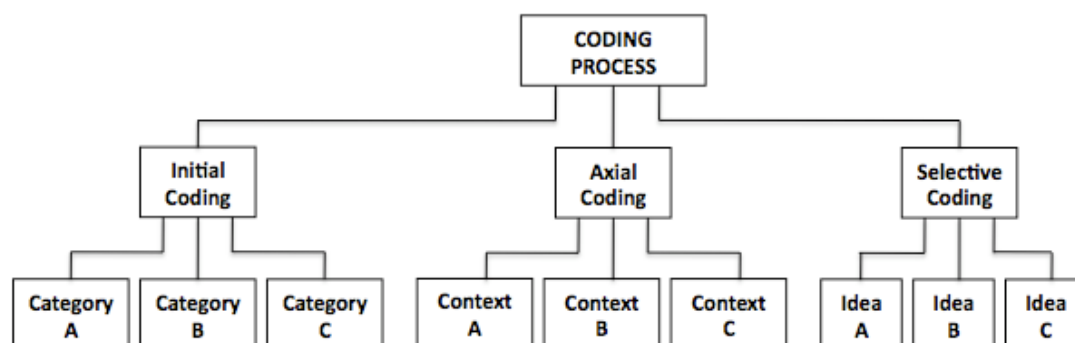 CODING
PROCESS
Initial
Coding
Axial
Coding
Selective
Coding
Category
A
Category
B
Category
C
Context
A
Context
B
Context
C
Idea
A
Idea
B
Idea
C